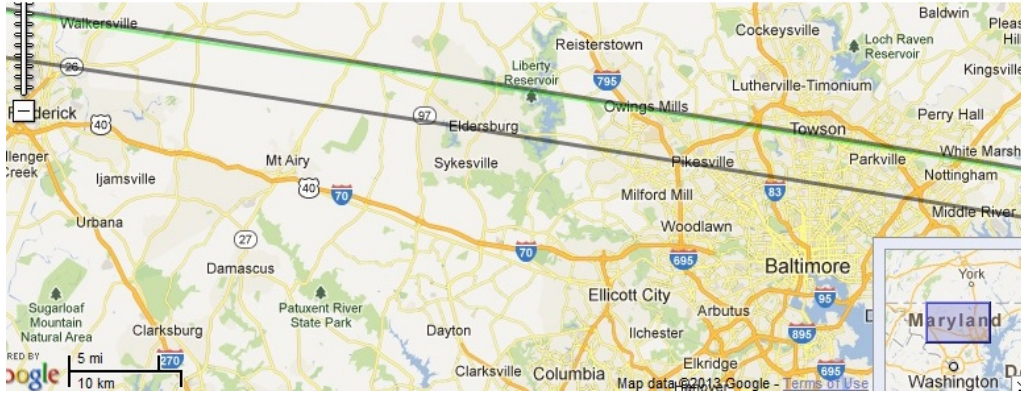 Baldwin
Walkersville
Cockeysville
Reisterstown
Loch Raven
Reservoir
Liberty
Reservoir
26
795
Lutherville-Timonium
Kingsville
Owings Mills
Perry Hall
40
97
Eldersburg
Towson
White Marsh
Mt Airy
Sykesville
Pikesville
Parkville
Nottingham
Ijamsville
40
70
Milford Mill
83
Middle River
Urbana
Woodlawn
27
70
695
Baltimore
Damascus
York
Sugarloaf
Mountain
Natural Area
Patuxent River
State Park
Ellicott City
95
Maryland
Arbutus
Clarksburg
Dayton
Ilchester
895
5 mi
270
Elkridge
Clarksville
Columbia
695
Washington
10 km
Map data ©2013 Google - Terms of Use